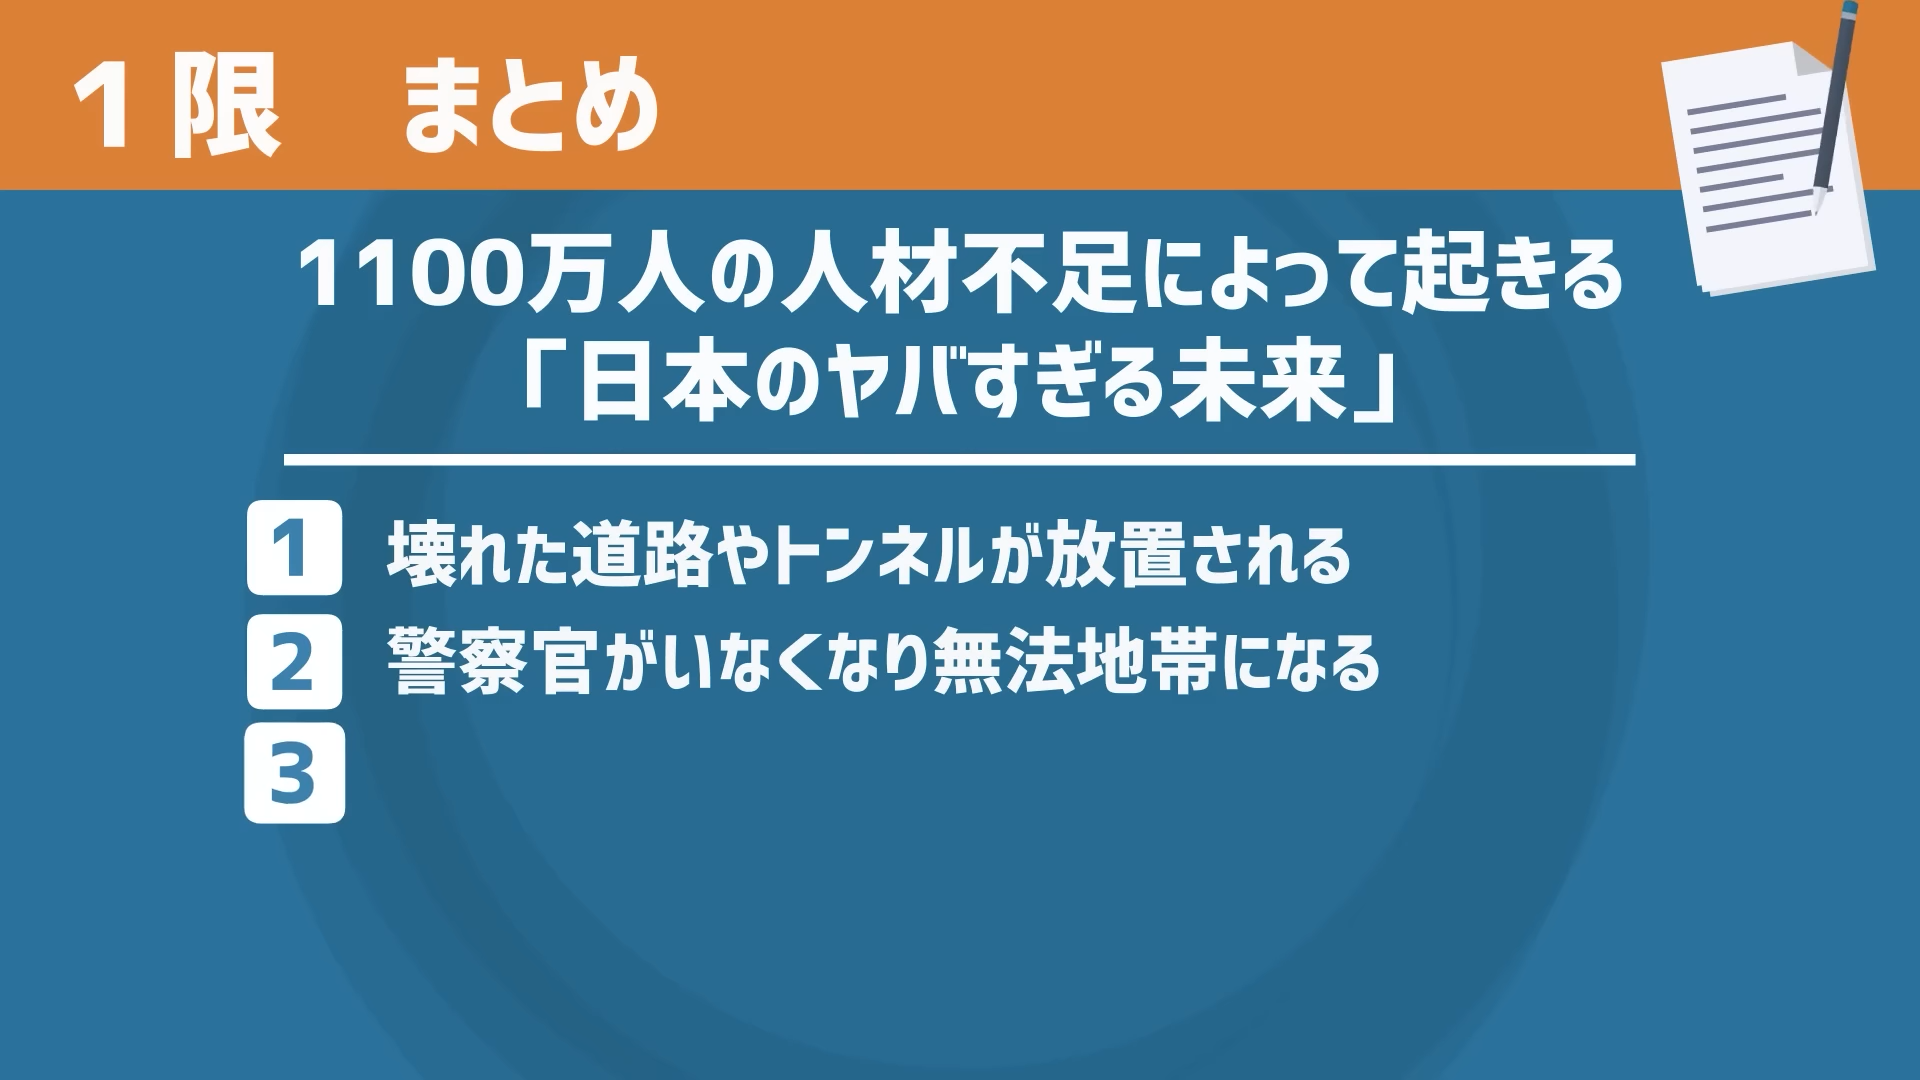 1限　まとめ
1100万人の人材不足によって起きる
「日本のヤバすぎる未来」
1 壊れた道路やトンネルが放置される
2 警察官がいなくなり無法地帯になる
3